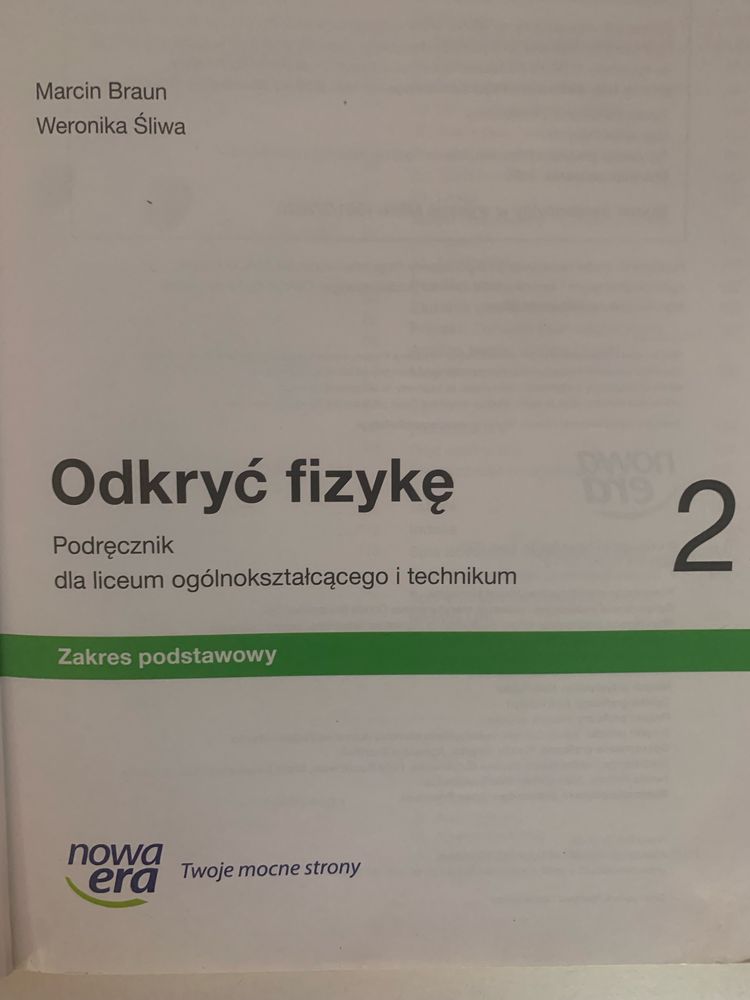 Marcin Braun
Weronika Śliwa
Odkryć fizykę
2
Podręcznik
dla liceum ogólnokształcącego i technikum
Zakres podstawowy
nowa
era
Twoje mocne strony